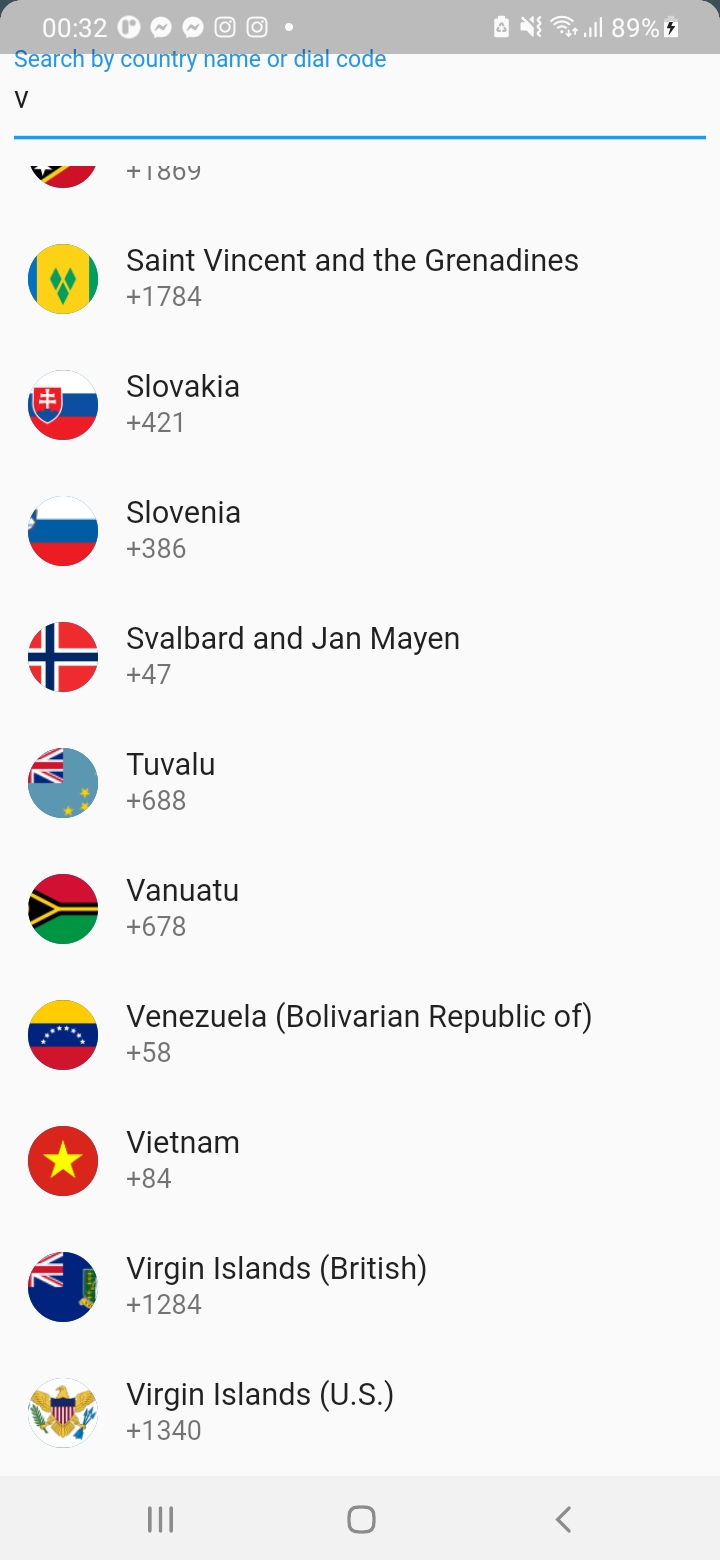 00:32
89%
Search by country name or dial code
v
+1869
Saint Vincent and the Grenadines
+1784
Slovakia
+421
Slovenia
+386
Svalbard and Jan Mayen
+47
Tuvalu
+688
Vanuatu
+678
Venezuela (Bolivarian Republic of)
+58
Vietnam
+84
Virgin Islands (British)
+1284
Virgin Islands (U.S.)
+1340